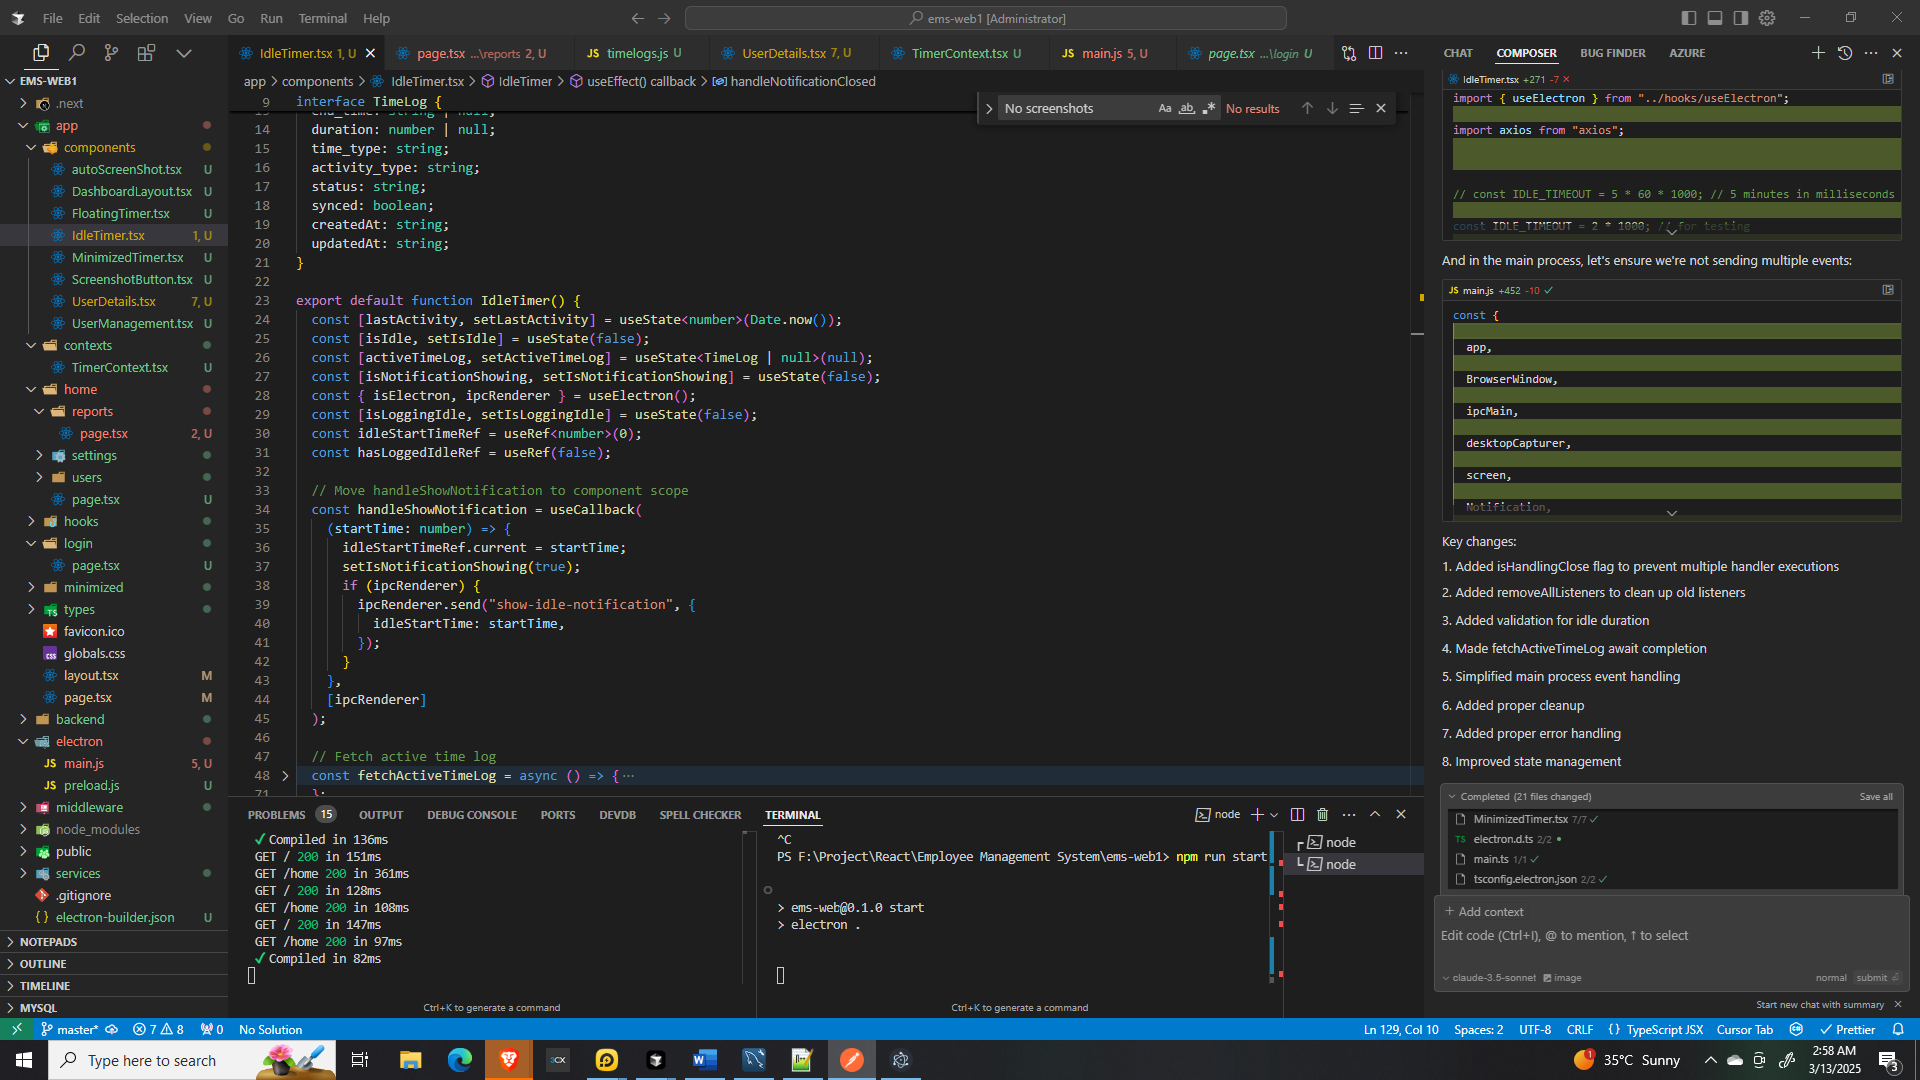 File Edit Selection View Go Run Terminal Help
ems-web1 [Administrator]
IdleTimer.tsx 1, U
page.tsx ...\reports 2, U
timelogs.js U
UserDetails.tsx 7, U
TimerContext.tsx U
main.js 5, U
page.tsx ...\login U
CHAT COMPOSER BUG FINDER AZURE
EMS-WEB1
.next
app
components
autoScreenShot.tsx U
DashboardLayout.tsx U
FloatingTimer.tsx U
IdleTimer.tsx 1, U
MinimizedTimer.tsx U
ScreenshotButton.tsx U
UserDetails.tsx 7, U
UserManagement.tsx U
contexts
TimerContext.tsx U
home
reports
page.tsx 2, U
settings
users
page.tsx U
hooks
login
page.tsx U
minimized
types
favicon.ico
globals.css
layout.tsx M
page.tsx M
backend
electron
main.js 5, U
preload.js U
middleware
node_modules
public
services
.gitignore
electron-builder.json U
NOTEPADS
OUTLINE
TIMELINE
MYSQL
app > components > IdleTimer.tsx > IdleTimer > useEffect() callback > handleNotificationClosed
No screenshots Aa ab .* No results
9 interface TimeLog {
14 duration: number | null;
15 time_type: string;
16 activity_type: string;
17 status: string;
18 synced: boolean;
19 createdAt: string;
20 updatedAt: string;
21 }
22
23 export default function IdleTimer() {
24 const [lastActivity, setLastActivity] = useState<number>(Date.now());
25 const [isIdle, setIsIdle] = useState(false);
26 const [activeTimeLog, setActiveTimeLog] = useState<TimeLog | null>(null);
27 const [isNotificationShowing, setIsNotificationShowing] = useState(false);
28 const { isElectron, ipcRenderer } = useElectron();
29 const [isLoggingIdle, setIsLoggingIdle] = useState(false);
30 const idleStartTimeRef = useRef<number>(0);
31 const hasLoggedIdleRef = useRef(false);
32
33 // Move handleShowNotification to component scope
34 const handleShowNotification = useCallback(
35 (startTime: number) => {
36 idleStartTimeRef.current = startTime;
37 setIsNotificationShowing(true);
38 if (ipcRenderer) {
39 ipcRenderer.send("show-idle-notification", {
40 idleStartTime: startTime,
41 });
42 }
43 },
44 [ipcRenderer]
45 );
46
47 // Fetch active time log
48 const fetchActiveTimeLog = async () => { ···
71 };
PROBLEMS 15 OUTPUT DEBUG CONSOLE PORTS DEVDB SPELL CHECKER TERMINAL
node
✓ Compiled in 136ms
GET / 200 in 151ms
GET /home 200 in 361ms
GET / 200 in 128ms
GET /home 200 in 108ms
GET / 200 in 147ms
GET /home 200 in 97ms
✓ Compiled in 82ms
Ctrl+K to generate a command
^C
PS F:\Project\React\Employee Management System\ems-web1> npm run start
> ems-web@0.1.0 start
> electron .
Ctrl+K to generate a command
node
node
IdleTimer.tsx +271 -7
import { useElectron } from "../hooks/useElectron";
import axios from "axios";
// const IDLE_TIMEOUT = 5 * 60 * 1000; // 5 minutes in milliseconds
const IDLE_TIMEOUT = 2 * 1000; // for testing
And in the main process, let's ensure we're not sending multiple events:
JS main.js +452 -10 ✓
const {
app,
BrowserWindow,
ipcMain,
desktopCapturer,
screen,
Notification,
Key changes:
1. Added isHandlingClose flag to prevent multiple handler executions
2. Added removeAllListeners to clean up old listeners
3. Added validation for idle duration
4. Made fetchActiveTimeLog await completion
5. Simplified main process event handling
6. Added proper cleanup
7. Added proper error handling
8. Improved state management
Completed (21 files changed) Save all
MinimizedTimer.tsx 7/7 ✓
TS electron.d.ts 2/2 •
main.ts 1/1 ✓
tsconfig.electron.json 2/2 ✓
+ Add context
Edit code (Ctrl+I), @ to mention, ↑ to select
claude-3.5-sonnet image normal submit
Start new chat with summary
master* 7 8 0 No Solution
Ln 129, Col 10 Spaces: 2 UTF-8 CRLF { } TypeScript JSX Cursor Tab Prettier
Type here to search
35°C Sunny
2:58 AM
3/13/2025
3